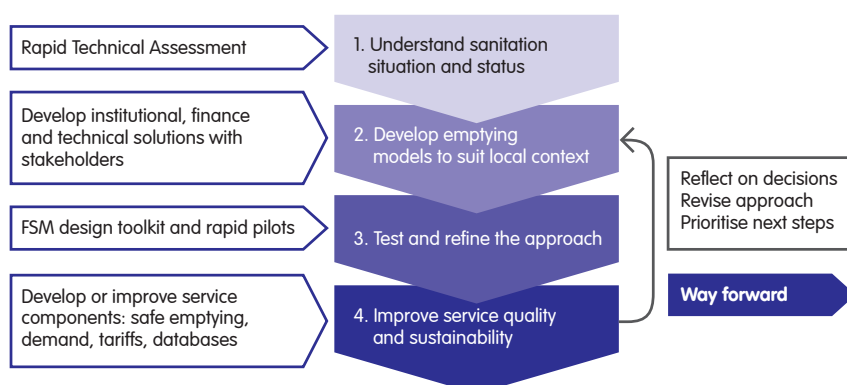 Rapid Technical Assessment
1. Understand sanitation
situation and status
Develop institutional, finance
and technical solutions with
stakeholders
2. Develop emptying
models to suit local context
Reflect on decisions
Revise approach
Prioritise next steps
FSM design toolkit and rapid pilots
3. Test and refine the approach
Develop or improve service
components: safe emptying,
demand, tariffs, databases
4. Improve service quality
and sustainability
Way forward